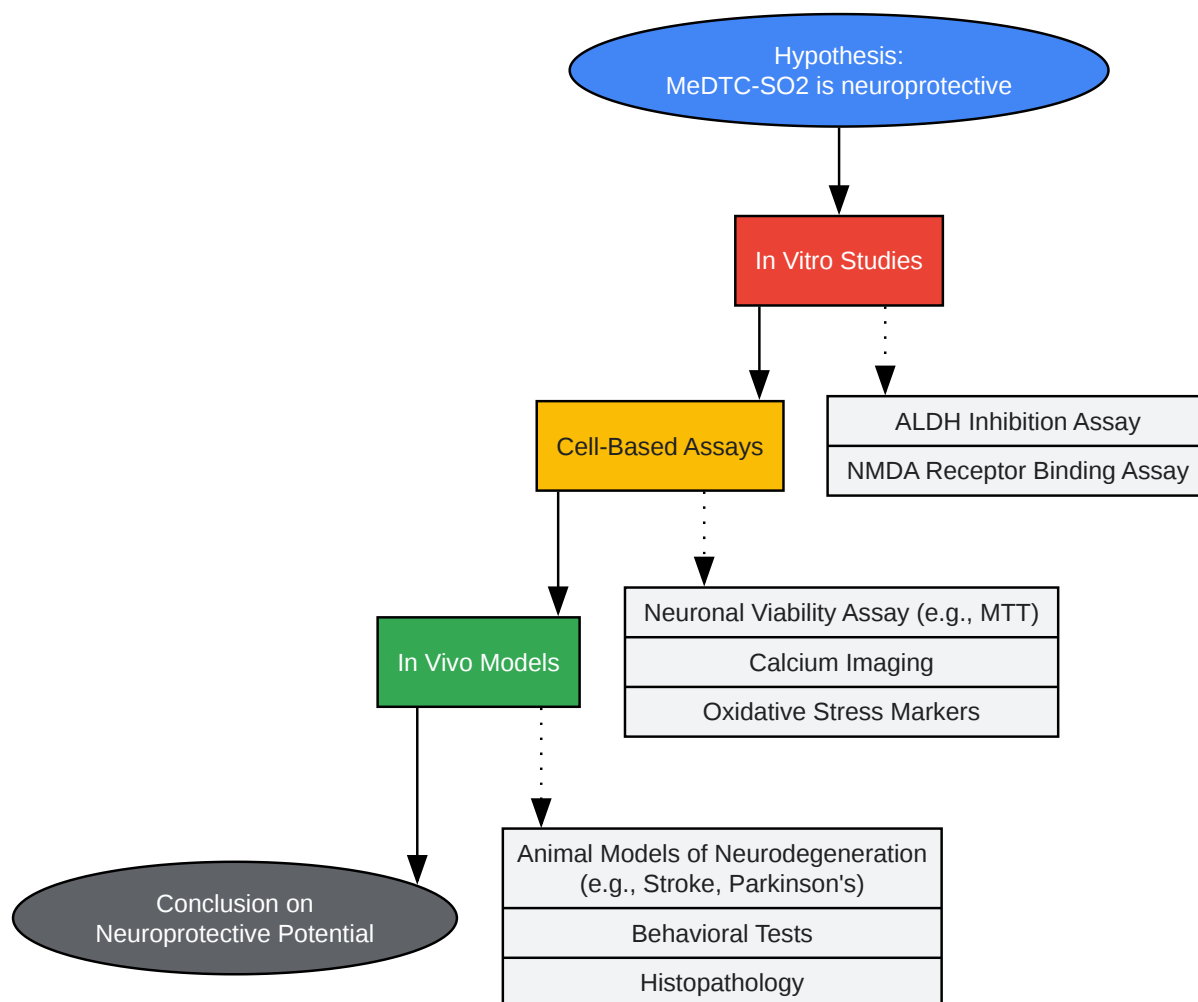 Hypothesis:
MeDTC-SO2 is neuroprotective
In Vitro Studies
ALDH Inhibition Assay
NMDA Receptor Binding Assay
Cell-Based Assays
Neuronal Viability Assay (e.g., MTT)
Calcium Imaging
Oxidative Stress Markers
In Vivo Models
Animal Models of Neurodegeneration
(e.g., Stroke, Parkinson's)
Behavioral Tests
Histopathology
Conclusion on
Neuroprotective Potential